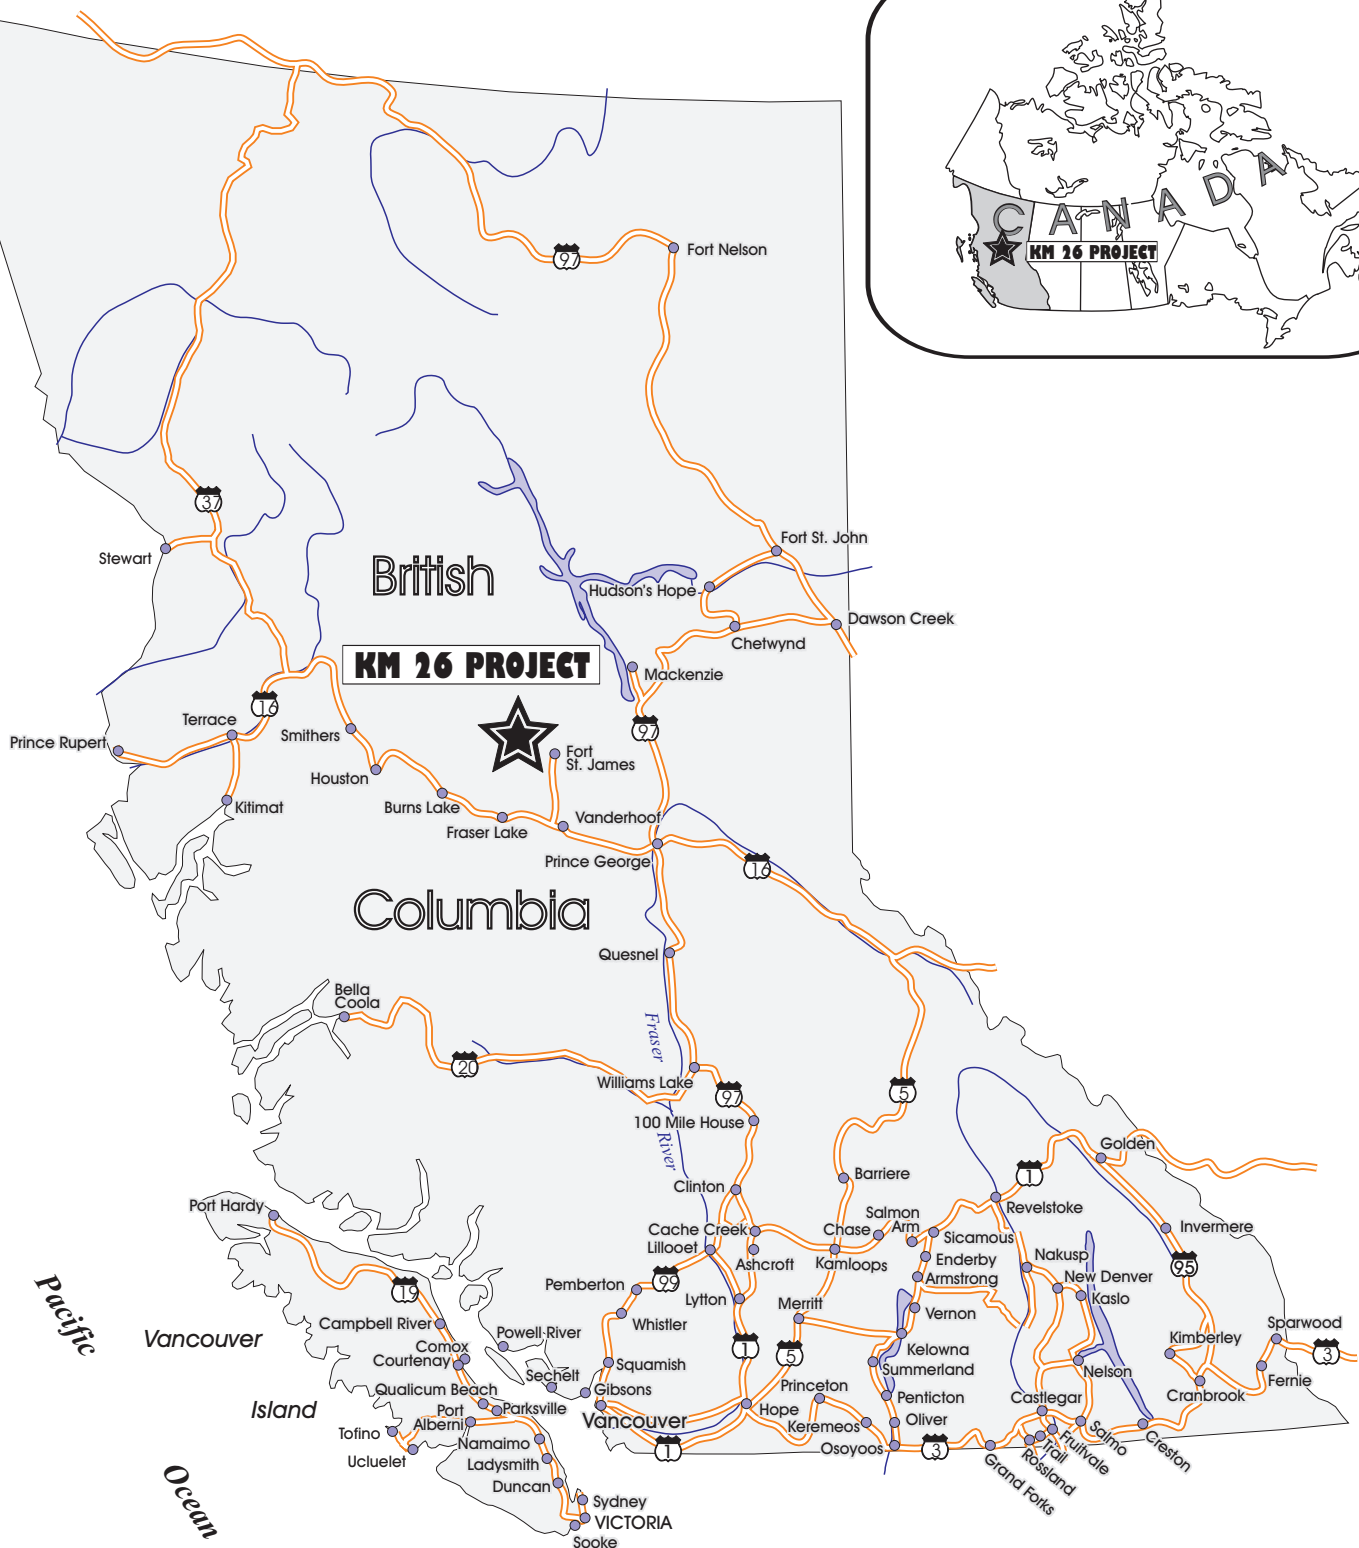 C A N A D A
KM 26 PROJECT
97
Fort Nelson
37
Stewart
Fort St. John
British
Hudson's Hope
Dawson Creek
Chetwynd
KM 26 PROJECT
Mackenzie
16
Terrace
Prince Rupert
Smithers
97
Fort
St. James
Houston
Kitimat
Burns Lake
Fraser Lake
Vanderhoof
Prince George
16
Columbia
Quesnel
Bella
Coola
Fraser
20
Williams Lake
97
5
100 Mile House
River
Golden
1
Barriere
Clinton
Port Hardy
Revelstoke
Salmon
Arm
Cache Creek
Chase
Sicamous
Invermere
Lillooet
Ashcroft
Kamloops
Enderby
Nakusp
95
99
Armstrong
New Denver
Pemberton
19
Lytton
Merritt
Kaslo
Pacific
Vancouver
Whistler
Vernon
Campbell River
Powell River
Sparwood
Kimberley
Comox
Courtenay
1
5
Kelowna
3
Squamish
Summerland
Nelson
Sechelt
Fernie
Qualicum Beach
Gibsons
Princeton
Penticton
Castlegar
Cranbrook
Island
Port
Alberni
Parksville
Vancouver
Hope
Keremeos
Oliver
Salmo
Tofino
Namaimo
1
Osoyoos
3
Fruitvale
Creston
Ucluelet
Ladysmith
Trail
Rossland
Grand Forks
Ocean
Duncan
Sydney
VICTORIA
Sooke